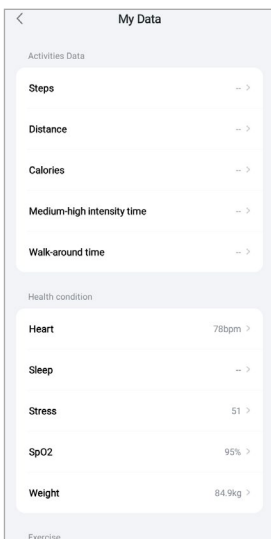 My Data
Activities Data
Steps --
Distance --
Calories --
Medium-high intensity time --
Walk-around time --
Health condition
Heart 78bpm
Sleep --
Stress 51
SpO2 95%
Weight 84.9kg
Exercise